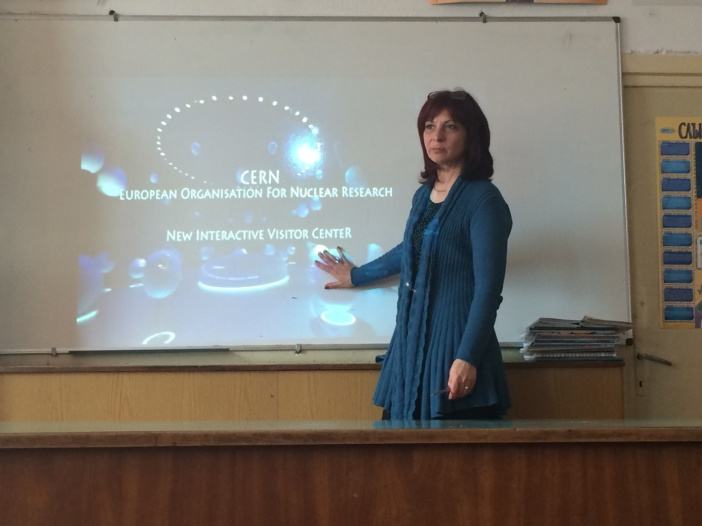 CERN
EUROPEAN ORGANISATION FOR NUCLEAR RESEARCH
NEW INTERACTIVE VISITOR CENTER